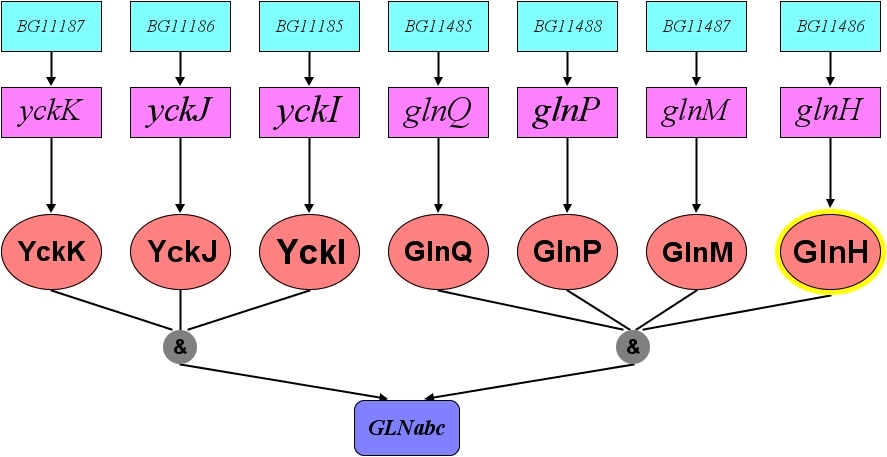 BG11187 BG11186 BG11185 BG11485 BG11488 BG11487 BG11486
yckK yckJ yckI glnQ glnP glnM glnH
YckK YckJ YckI GlnQ GlnP GlnM GlnH
& &
GLNabc